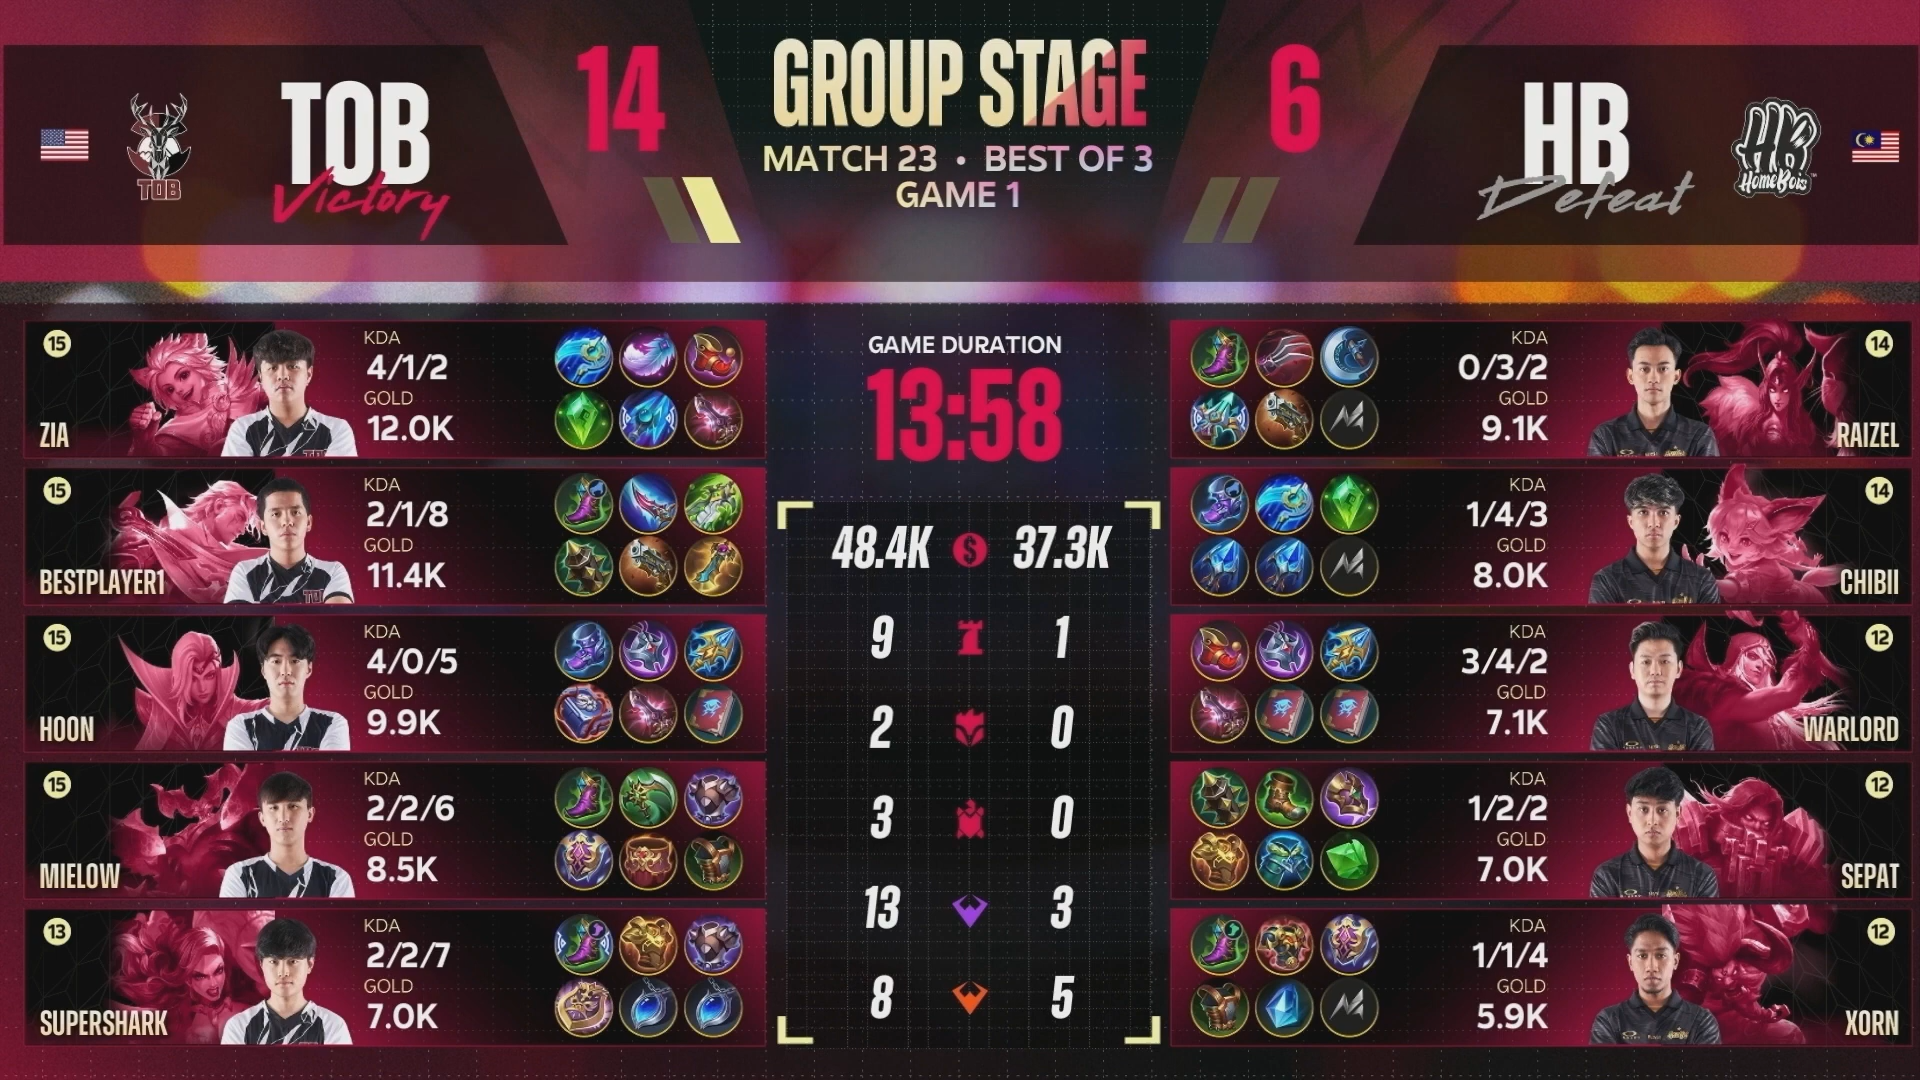 TOB
TOB
Victory
14
GROUP STAGE
MATCH 23 • BEST OF 3
GAME 1
6
HB
Defeat
HB
HomeBois
15
ZIA
KDA
4/1/2
GOLD
12.0K
15
BESTPLAYER1
KDA
2/1/8
GOLD
11.4K
15
HOON
KDA
4/0/5
GOLD
9.9K
15
MIELOW
KDA
2/2/6
GOLD
8.5K
13
SUPERSHARK
KDA
2/2/7
GOLD
7.0K
GAME DURATION
13:58
48.4K 37.3K
9 1
2 0
3 0
13 3
8 5
KDA
0/3/2
GOLD
9.1K
14
RAIZEL
KDA
1/4/3
GOLD
8.0K
14
CHIBII
KDA
3/4/2
GOLD
7.1K
12
WARLORD
KDA
1/2/2
GOLD
7.0K
12
SEPAT
KDA
1/1/4
GOLD
5.9K
12
XORN